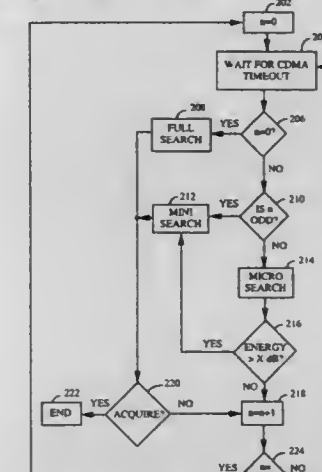 202
n=0
20
WAIT FOR CDMA
TIMEOUT
208
206
YES
FULL
SEARCH
n=0?
NO
212
210
YES
MINI
SEARCH
IS n
ODD?
NO
214
MICRO
SEARCH
216
YES
ENERGY
> X dB?
NO
222
220
218
END
YES
ACQUIRE?
NO
n=n+1
224
YES
n=
NO